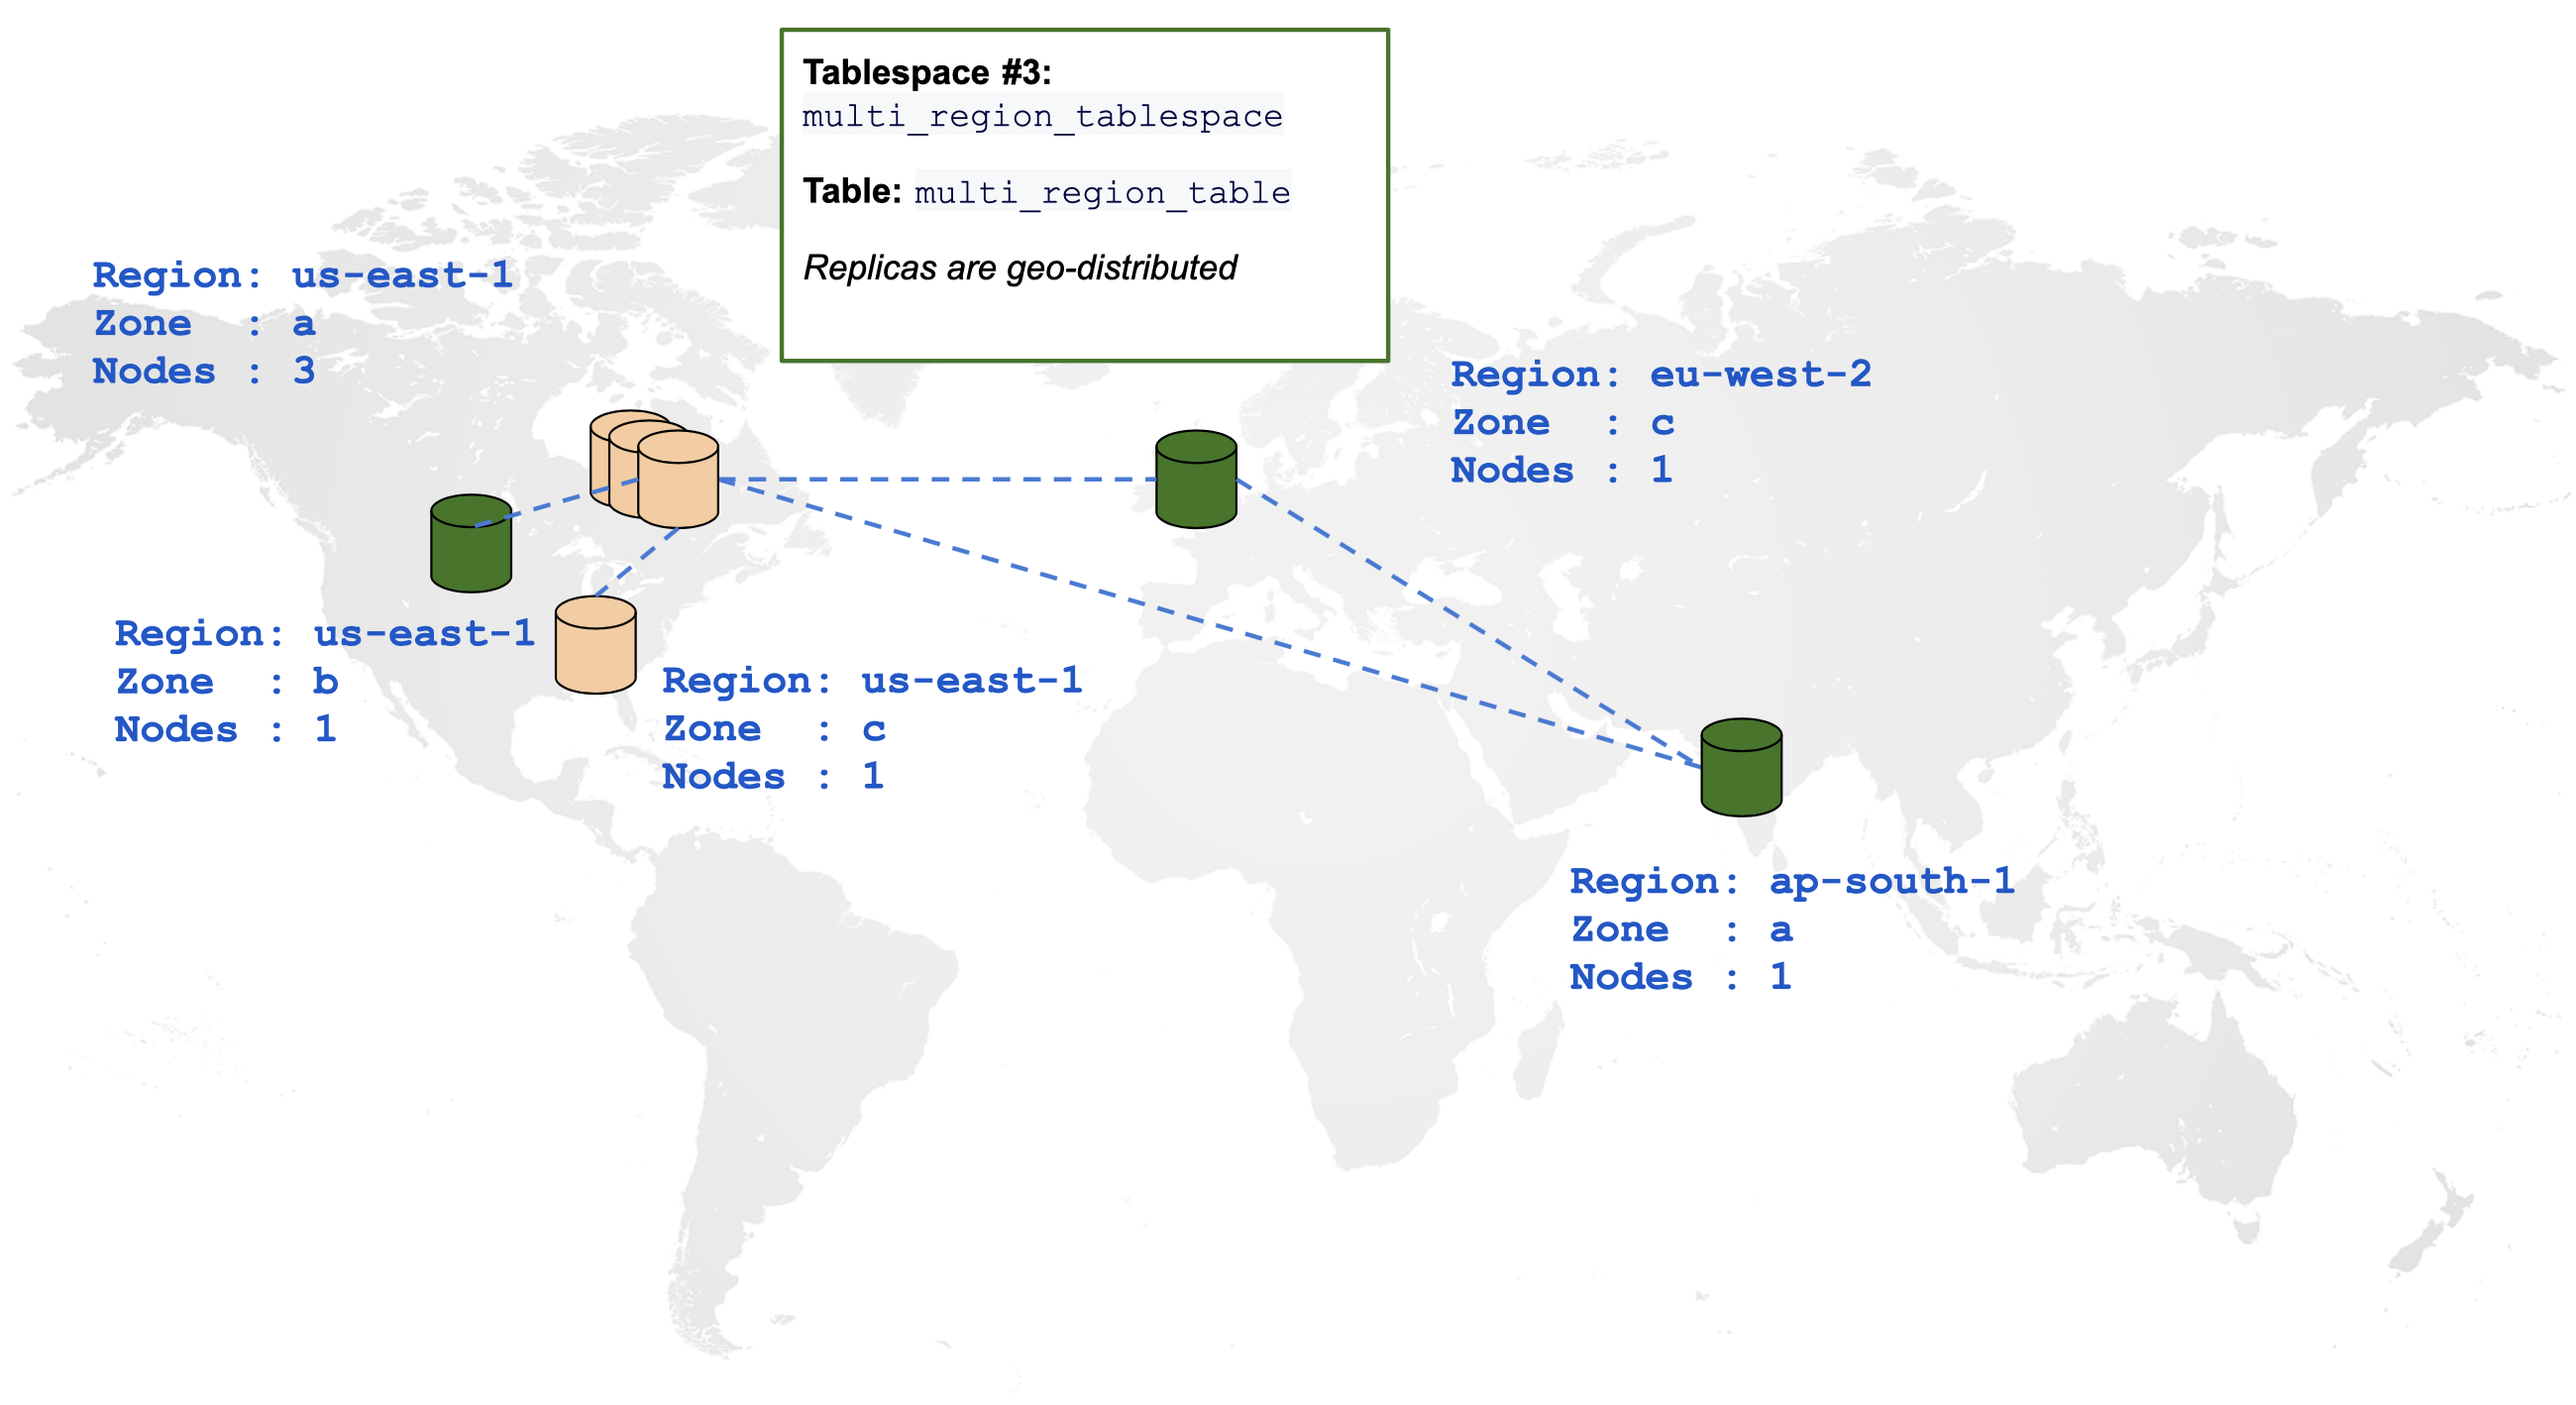 Tablespace #3:
multi_region_tablespace
Table: multi_region_table
Replicas are geo-distributed
Region: us-east-1
Zone  : a
Nodes : 3
Region: eu-west-2
Zone  : c
Nodes : 1
Region: us-east-1
Zone  : b
Nodes : 1
Region: us-east-1
Zone  : c
Nodes : 1
Region: ap-south-1
Zone  : a
Nodes : 1